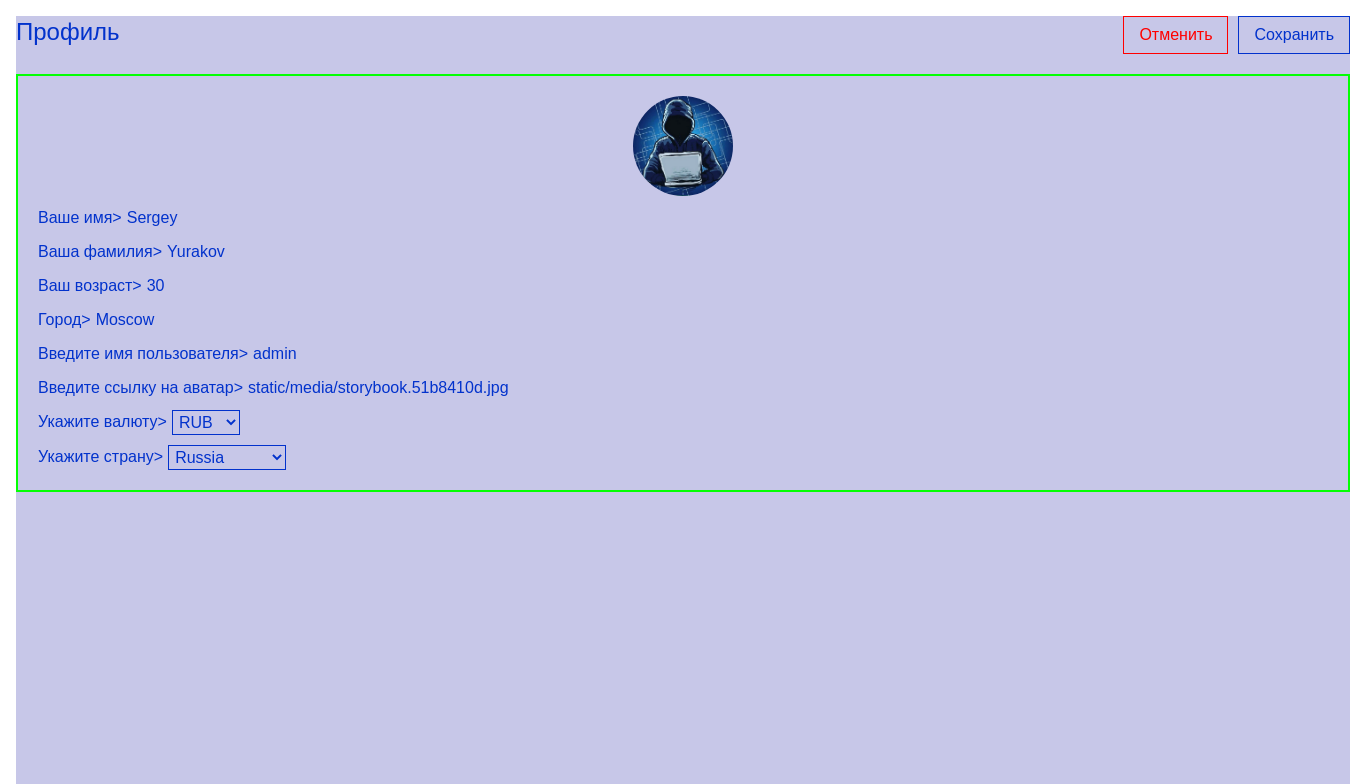 Профиль
Отменить
Сохранить
Ваше имя> Sergey
Ваша фамилия> Yurakov
Ваш возраст> 30
Город> Moscow
Введите имя пользователя> admin
Введите ссылку на аватар> static/media/storybook.51b8410d.jpg
Укажите валюту> RUB
Укажите страну> Russia